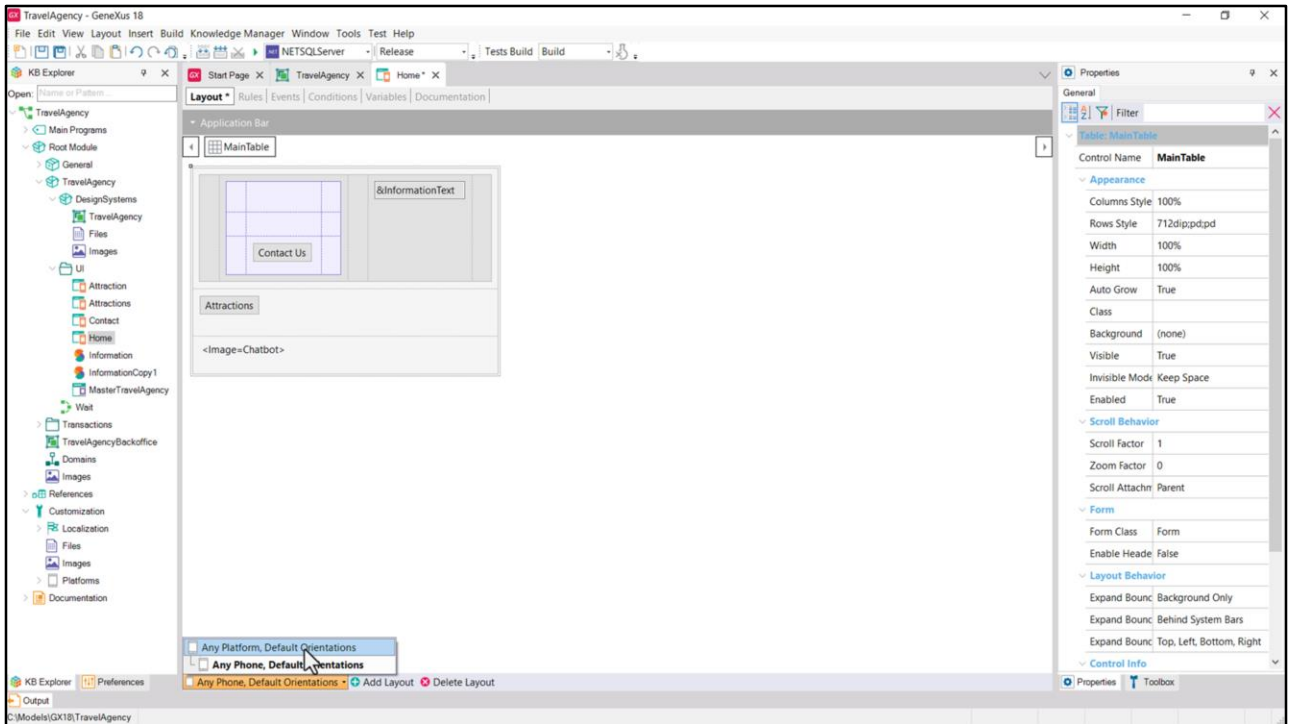 TravelAgency - GeneXus 18
File Edit View Layout Insert Build Knowledge Manager Window Tools Test Help
NETSQLServer Release Tests Build Build
KB Explorer
Open: Name or Pattern...
TravelAgency
Main Programs
Root Module
General
TravelAgency
DesignSystems
TravelAgency
Files
Images
UI
Attraction
Attractions
Contact
Home
Information
InformationCopy1
MasterTravelAgency
Wait
Transactions
TravelAgencyBackoffice
Domains
Images
References
Customization
Localization
Files
Images
Platforms
Documentation
KB Explorer Preferences
Start Page X TravelAgency X Home* X
Layout * Rules Events Conditions Variables Documentation
Application Bar
MainTable
&InformationText
Contact Us
Attractions
<Image=Chatbot>
Any Platform, Default Orientations
Any Phone, Default Orientations
Any Phone, Default Orientations Add Layout Delete Layout
Properties
General
Filter
Table: MainTable
Control Name MainTable
Appearance
Columns Style 100%
Rows Style 712dip;pd;pd
Width 100%
Height 100%
Auto Grow True
Class
Background (none)
Visible True
Invisible Mode Keep Space
Enabled True
Scroll Behavior
Scroll Factor 1
Zoom Factor 0
Scroll Attachm Parent
Form
Form Class Form
Enable Heade False
Layout Behavior
Expand Bounc Background Only
Expand Bounc Behind System Bars
Expand Bounc Top, Left, Bottom, Right
Control Info
Properties Toolbox
Output
C:\Models\GX18\TravelAgency